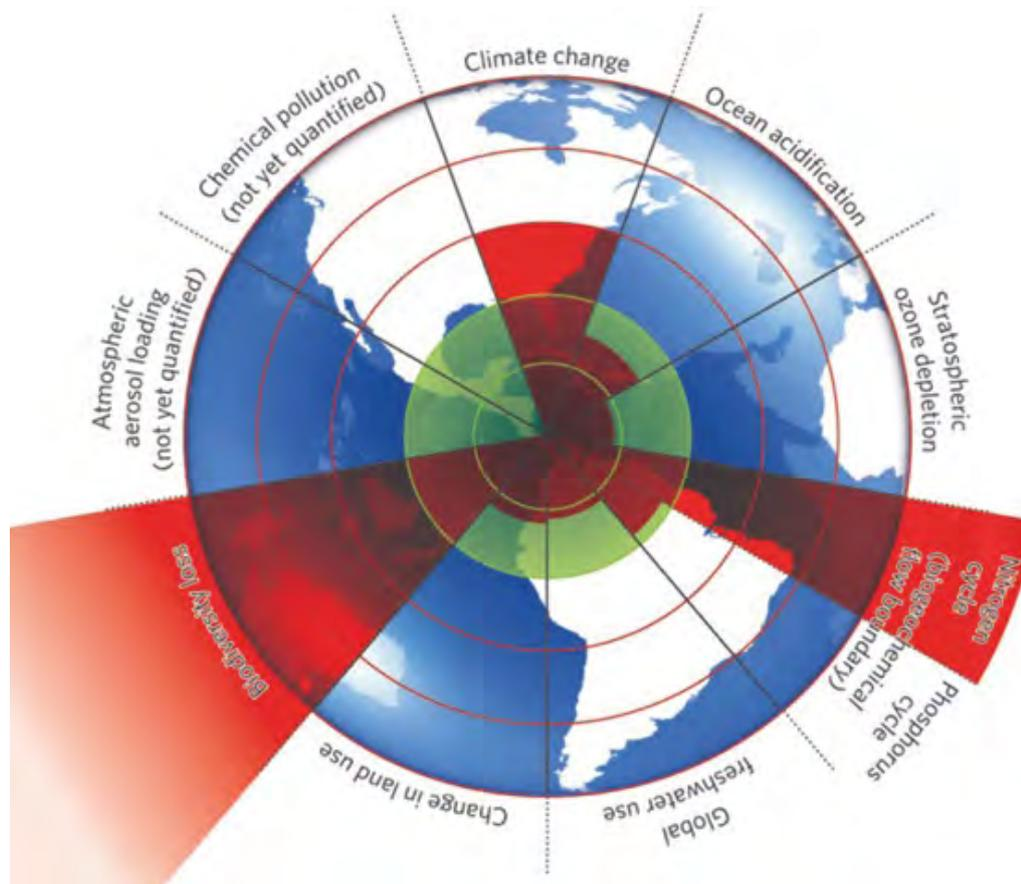 Climate change
Ocean acidification
Stratospheric
ozone depletion
Nitrogen
cycle
(biogeochemical
flow boundary)
Phosphorus
cycle
Global
freshwater use
Change in land use
Biodiversity loss
Atmospheric
aerosol loading
(not yet quantified)
Chemical pollution
(not yet quantified)